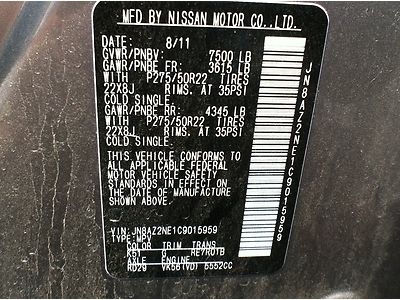 MFD BY NISSAN MOTOR CO.,LTD.
8/11
GVWR/PNBV: 7500 LB
GAWR/PNBE FR: 3615 LB
WITH P275/50R22 TIRES
22X8J RIMS. AT 35PSI
COLD SINGLE.
GAWR/PNBE RR: 4345 LB
WITH P275/50R22 TIRES
22X8J RIMS. AT 35PSI
COLD SINGLE.
THIS VEHICLE CONFORMS TO
ALL APPLICABLE FEDERAL
MOTOR VEHICLE SAFETY
STANDARDS IN EFFECT ON
THE DATE OF MANUFACTURE
SHOWN ABOVE.
VIN:JN8AZ2NE1C9015959
TYPE:MPV
COLOR TRIM TRANS
K51 G RE7R01B
AXLE ENGINE
RD29 VK56(VD) 5552CC
JN8AZ2NE1C9015959